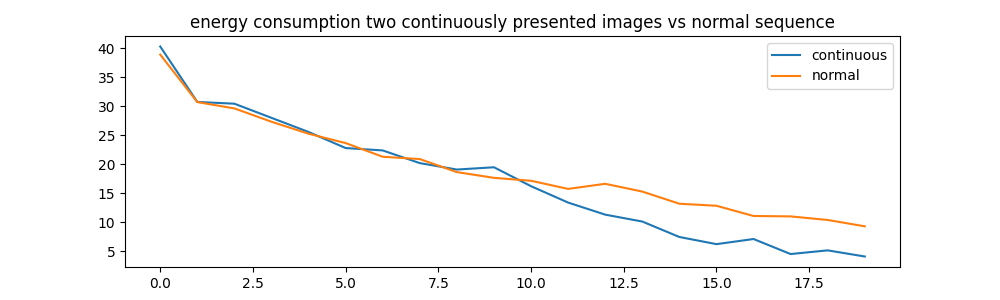 energy consumption two continuously presented images vs normal sequence
continuous
normal
40
35
30
25
20
15
10
5
0.0 2.5 5.0 7.5 10.0 12.5 15.0 17.5